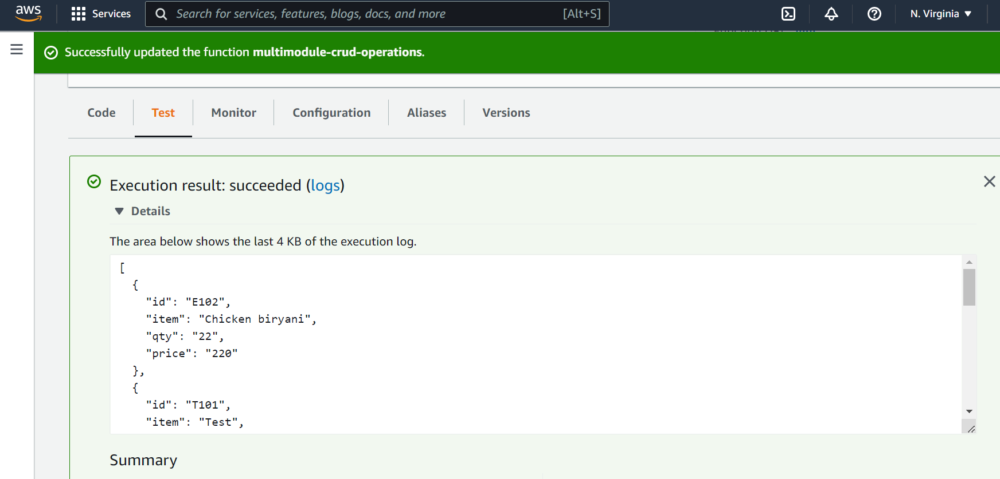 aws
Services
Search for services, features, blogs, docs, and more [Alt+S]
N. Virginia
Successfully updated the function multimodule-crud-operations.
Code Test Monitor Configuration Aliases Versions
Execution result: succeeded (logs)
Details
The area below shows the last 4 KB of the execution log.
[
{
"id": "E102",
"item": "Chicken biryani",
"qty": "22",
"price": "220"
},
{
"id": "T101",
"item": "Test",
Summary